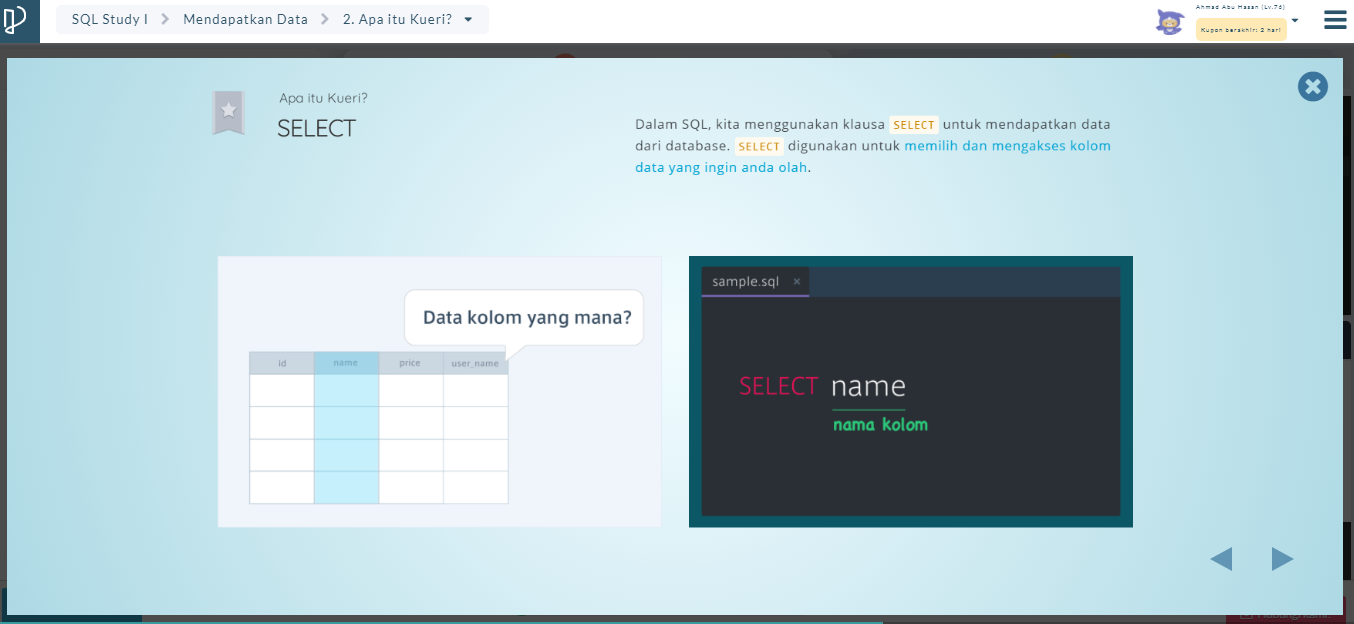 SQL Study I
Mendapatkan Data
2. Apa itu Kueri?
Ahmad Abu Hasan (Lv.76)
Kupon berakhir: 2 hari
Apa itu Kueri?
SELECT
Dalam SQL, kita menggunakan klausa SELECT untuk mendapatkan data
dari database. SELECT digunakan untuk memilih dan mengakses kolom
data yang ingin anda olah.
Data kolom yang mana?
id name price user_name
sample.sql ×
SELECT name
nama kolom